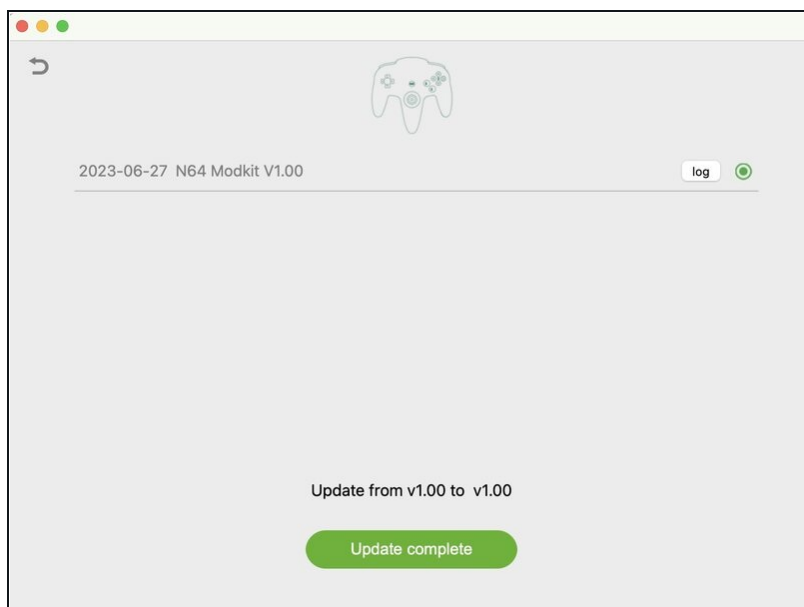 2023-06-27 N64 Modkit V1.00 log
Update from v1.00 to v1.00
Update complete